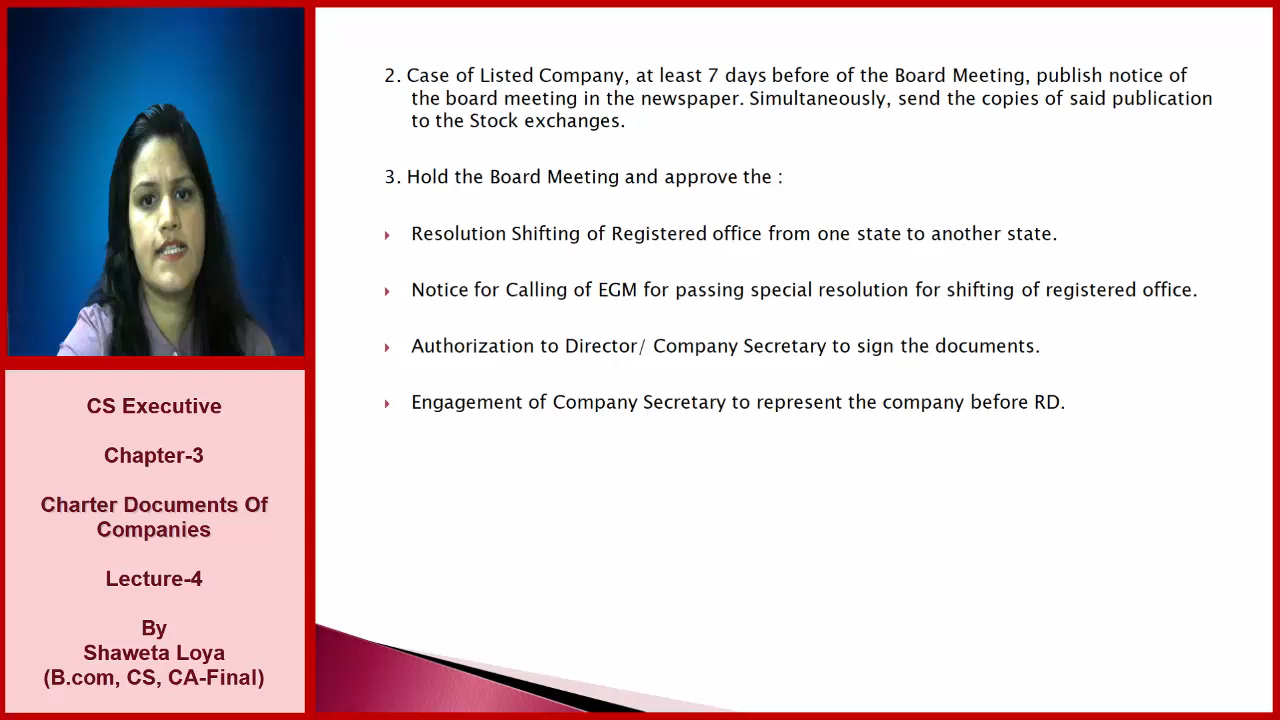 2. Case of Listed Company, at least 7 days before of the Board Meeting, publish notice of
the board meeting in the newspaper. Simultaneously, send the copies of said publication
to the Stock exchanges.
3. Hold the Board Meeting and approve the :
Resolution Shifting of Registered office from one state to another state.
Notice for Calling of EGM for passing special resolution for shifting of registered office.
Authorization to Director/ Company Secretary to sign the documents.
Engagement of Company Secretary to represent the company before RD.
CS Executive
Chapter-3
Charter Documents Of
Companies
Lecture-4
By
Shaweta Loya
(B.com, CS, CA-Final)